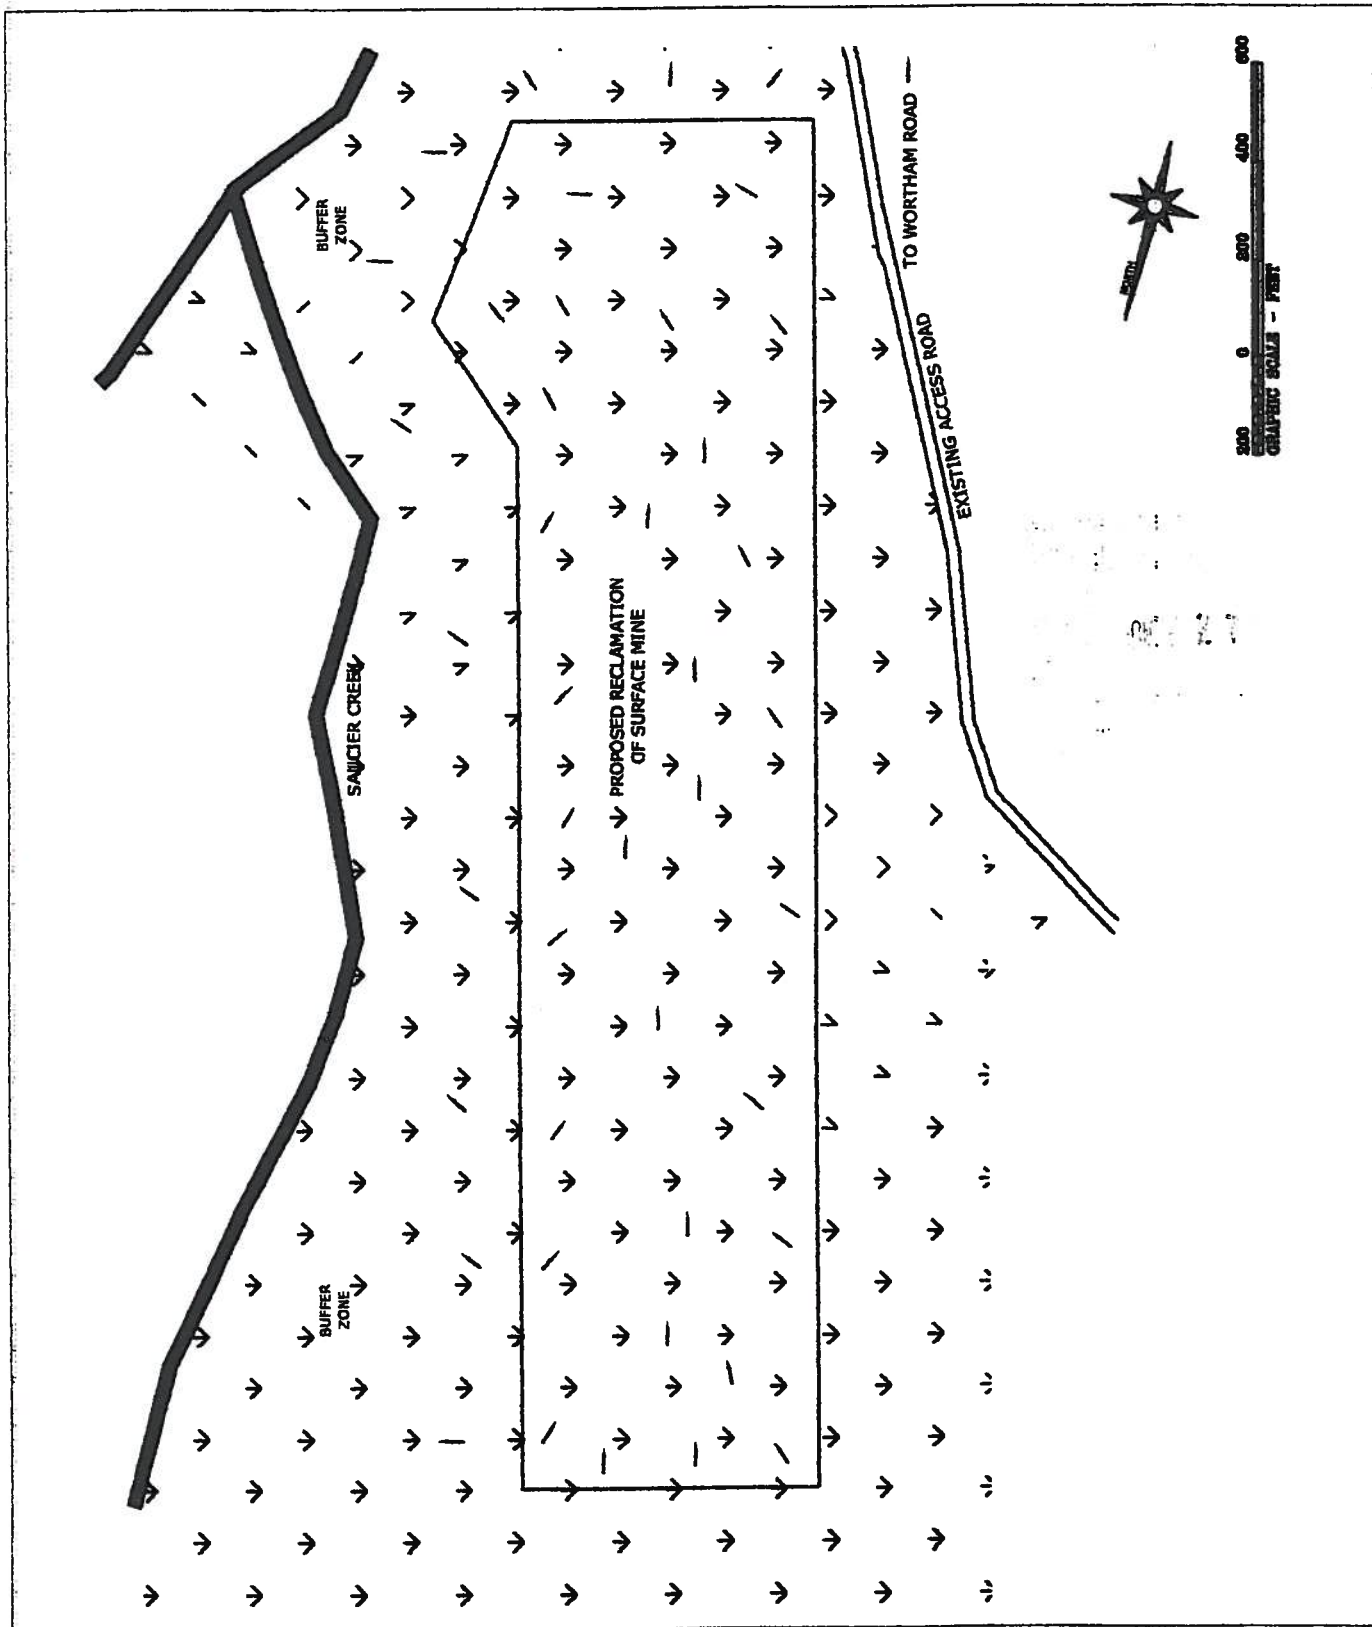 BUFFER
ZONE
SAUCIER CREEK
BUFFER
ZONE
PROPOSED RECLAMATION
OF SURFACE MINE
TO WORTHAM ROAD
EXISTING ACCESS ROAD
NORTH
200 0 200 400 600
GRAPHIC SCALE - FEET